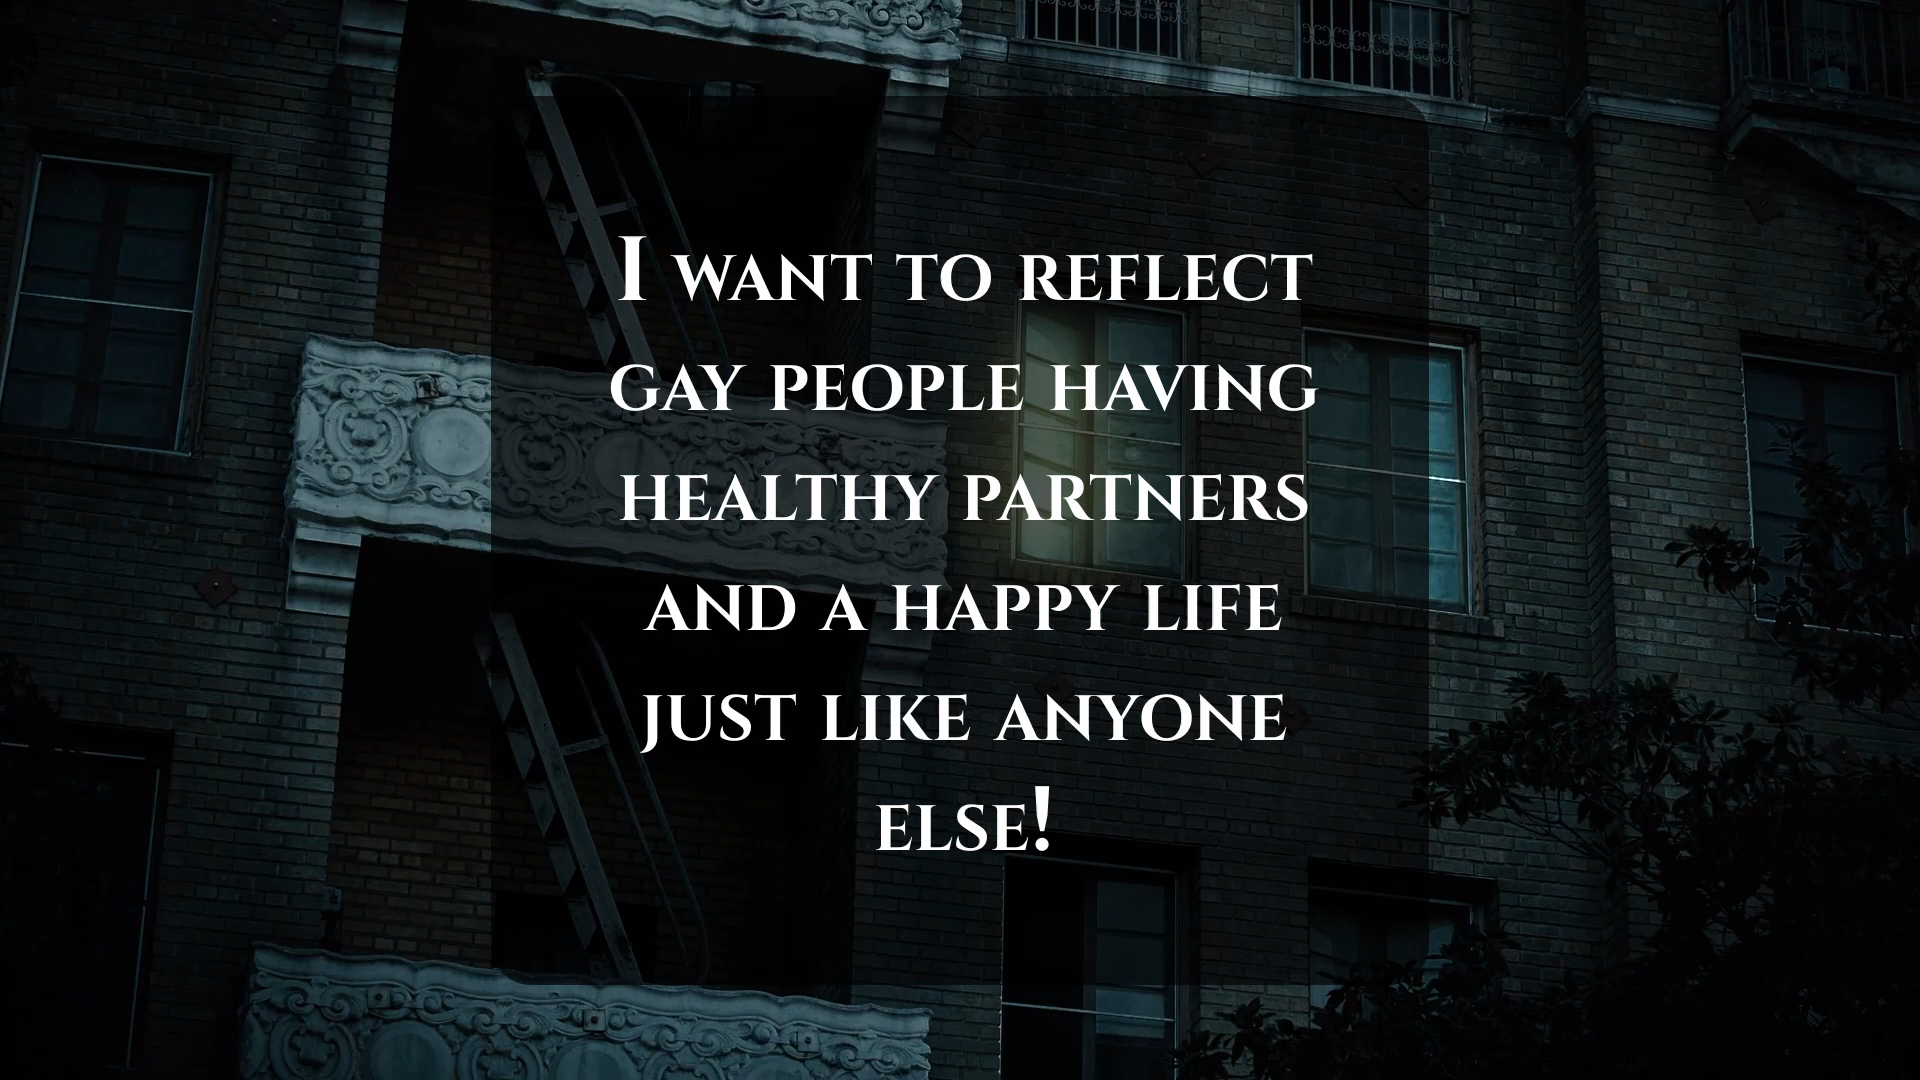 I want to reflect
gay people having
healthy partners
and a happy life
just like anyone
else!